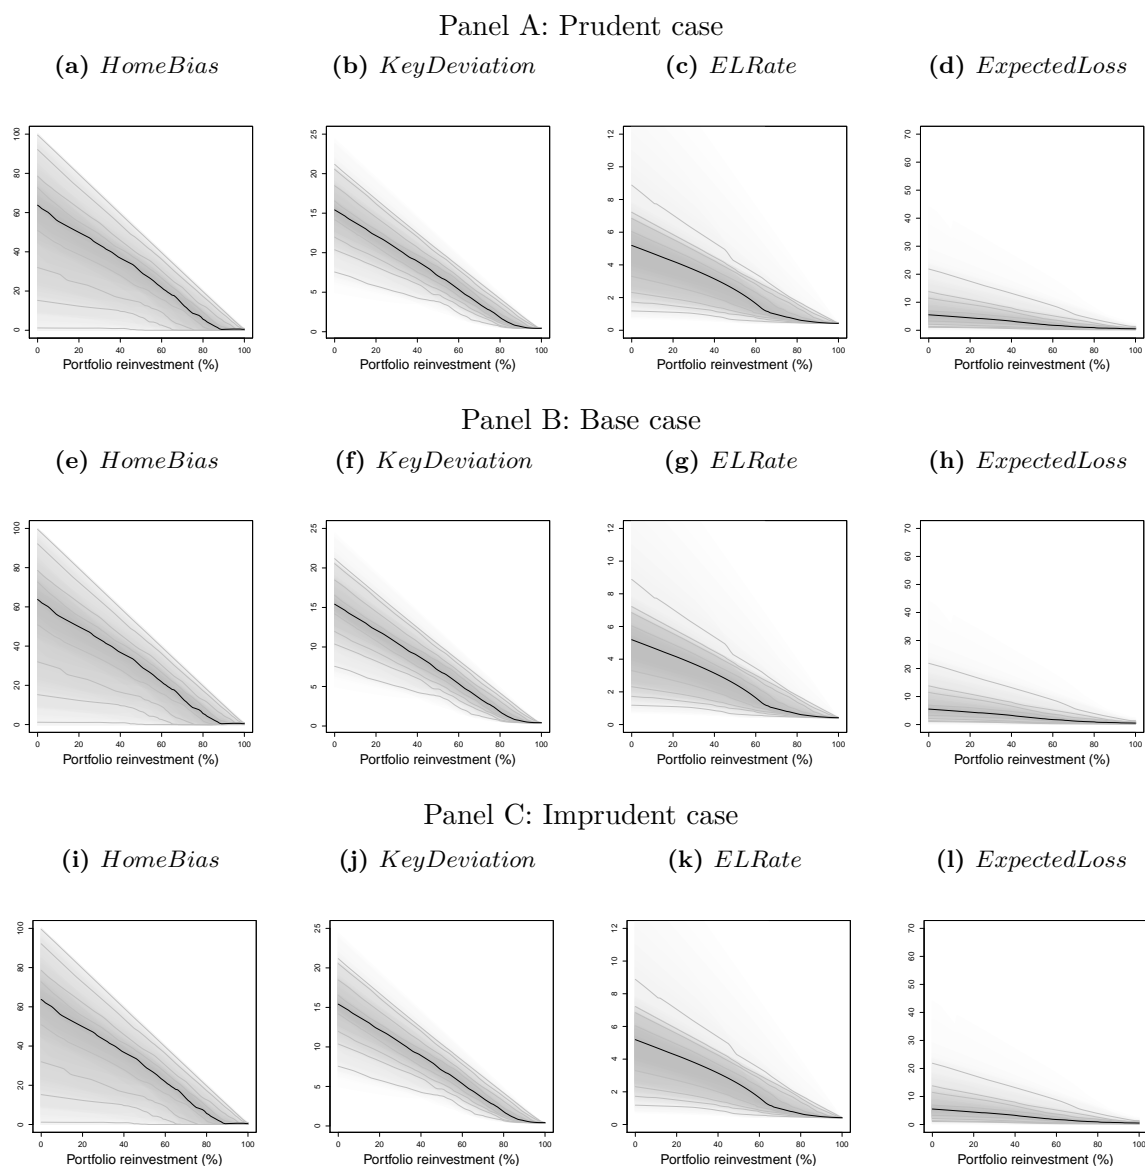 Panel A: Prudent case
(a) HomeBias (b) KeyDeviation (c) ELRate (d) ExpectedLoss
100 80 60 40 20 0
25 20 15 10 5 0
12 10 8 6 4 2 0
70 60 50 40 30 20 10 0
0 20 40 60 80 100 0 20 40 60 80 100 0 20 40 60 80 100 0 20 40 60 80 100
Portfolio reinvestment (%) Portfolio reinvestment (%) Portfolio reinvestment (%) Portfolio reinvestment (%)
Panel B: Base case
(e) HomeBias (f) KeyDeviation (g) ELRate (h) ExpectedLoss
100 80 60 40 20 0
25 20 15 10 5 0
12 10 8 6 4 2 0
70 60 50 40 30 20 10 0
0 20 40 60 80 100 0 20 40 60 80 100 0 20 40 60 80 100 0 20 40 60 80 100
Portfolio reinvestment (%) Portfolio reinvestment (%) Portfolio reinvestment (%) Portfolio reinvestment (%)
Panel C: Imprudent case
(i) HomeBias (j) KeyDeviation (k) ELRate (l) ExpectedLoss
100 80 60 40 20 0
25 20 15 10 5 0
12 10 8 6 4 2 0
70 60 50 40 30 20 10 0
0 20 40 60 80 100 0 20 40 60 80 100 0 20 40 60 80 100 0 20 40 60 80 100
Portfolio reinvestment (%) Portfolio reinvestment (%) Portfolio reinvestment (%) Portfolio reinvestment (%)